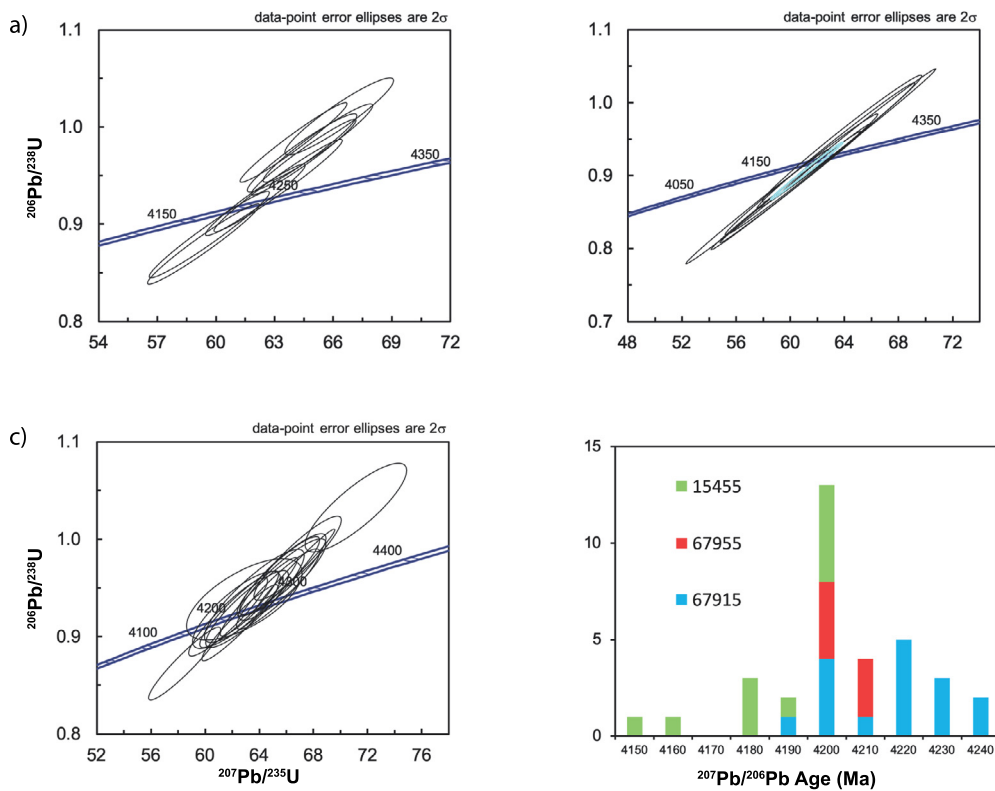 a)
data-point error ellipses are 2σ
1.1
1.0
0.9
0.8
²⁰⁶Pb/²³⁸U
4150
4250
4350
54 57 60 63 66 69 72
data-point error ellipses are 2σ
1.1
1.0
0.9
0.8
0.7
4050
4150
4350
48 52 56 60 64 68 72
c)
data-point error ellipses are 2σ
1.1
1.0
0.9
0.8
²⁰⁶Pb/²³⁸U
4100
4200
4300
4400
52 56 60 64 68 72 76
²⁰⁷Pb/²³⁵U
15
10
5
0
15455
67955
67915
4150 4160 4170 4180 4190 4200 4210 4220 4230 4240
²⁰⁷Pb/²⁰⁶Pb Age (Ma)